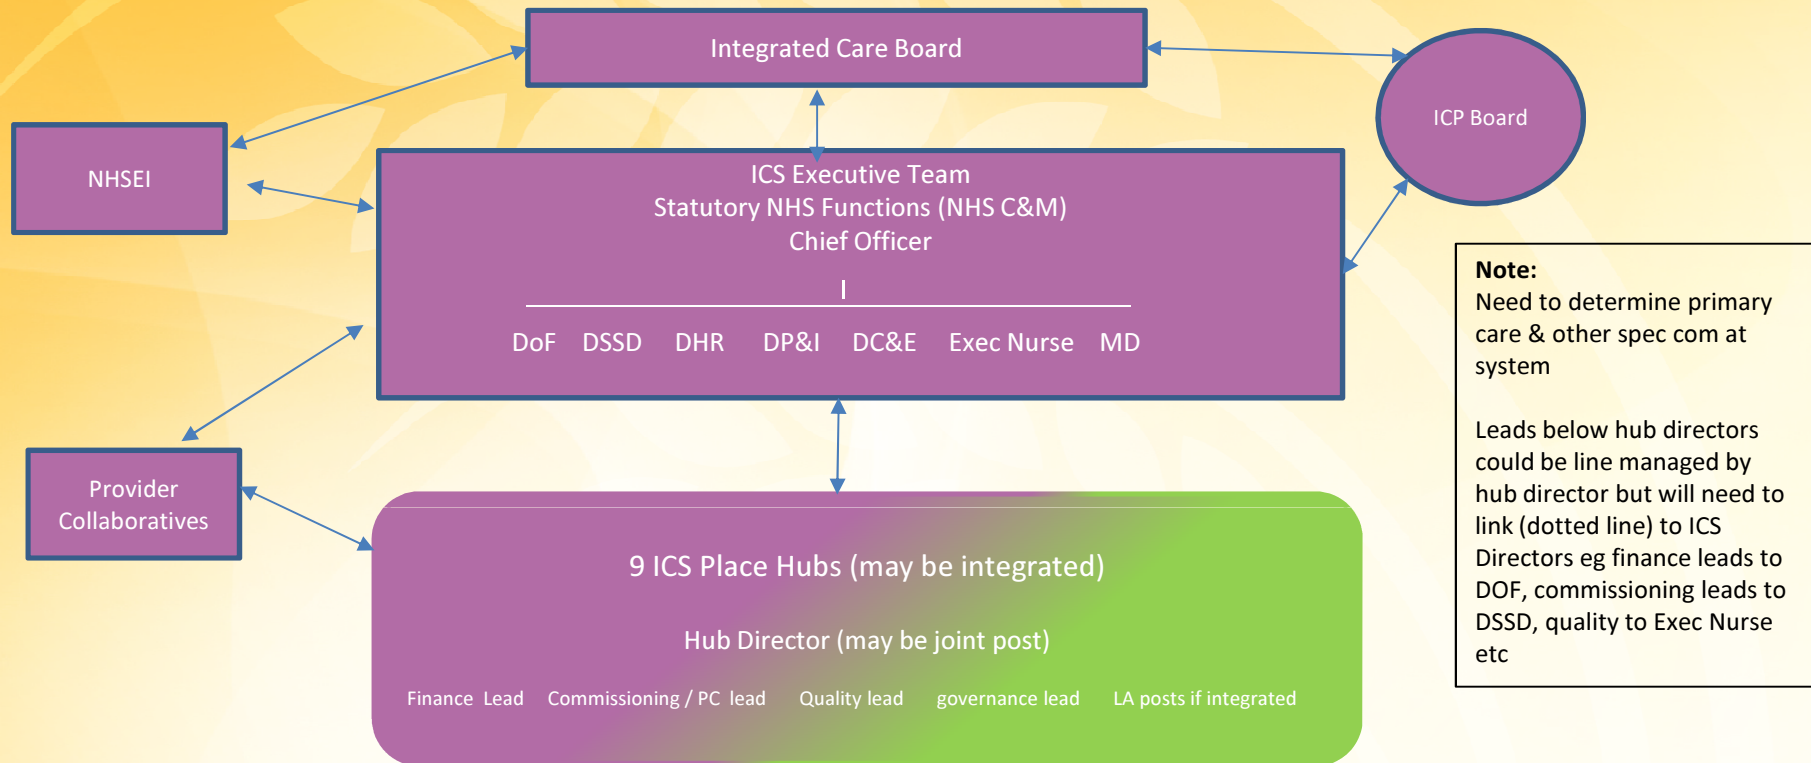 Integrated Care Board
ICP Board
NHSEI
ICS Executive Team
Statutory NHS Functions (NHS C&M)
Chief Officer
DoF DSSD DHR DP&I DC&E Exec Nurse MD
Provider
Collaboratives
9 ICS Place Hubs (may be integrated)
Hub Director (may be joint post)
Finance Lead Commissioning / PC lead Quality lead governance lead LA posts if integrated
Note:
Need to determine primary
care & other spec com at
system
Leads below hub directors
could be line managed by
hub director but will need to
link (dotted line) to ICS
Directors eg finance leads to
DOF, commissioning leads to
DSSD, quality to Exec Nurse
etc